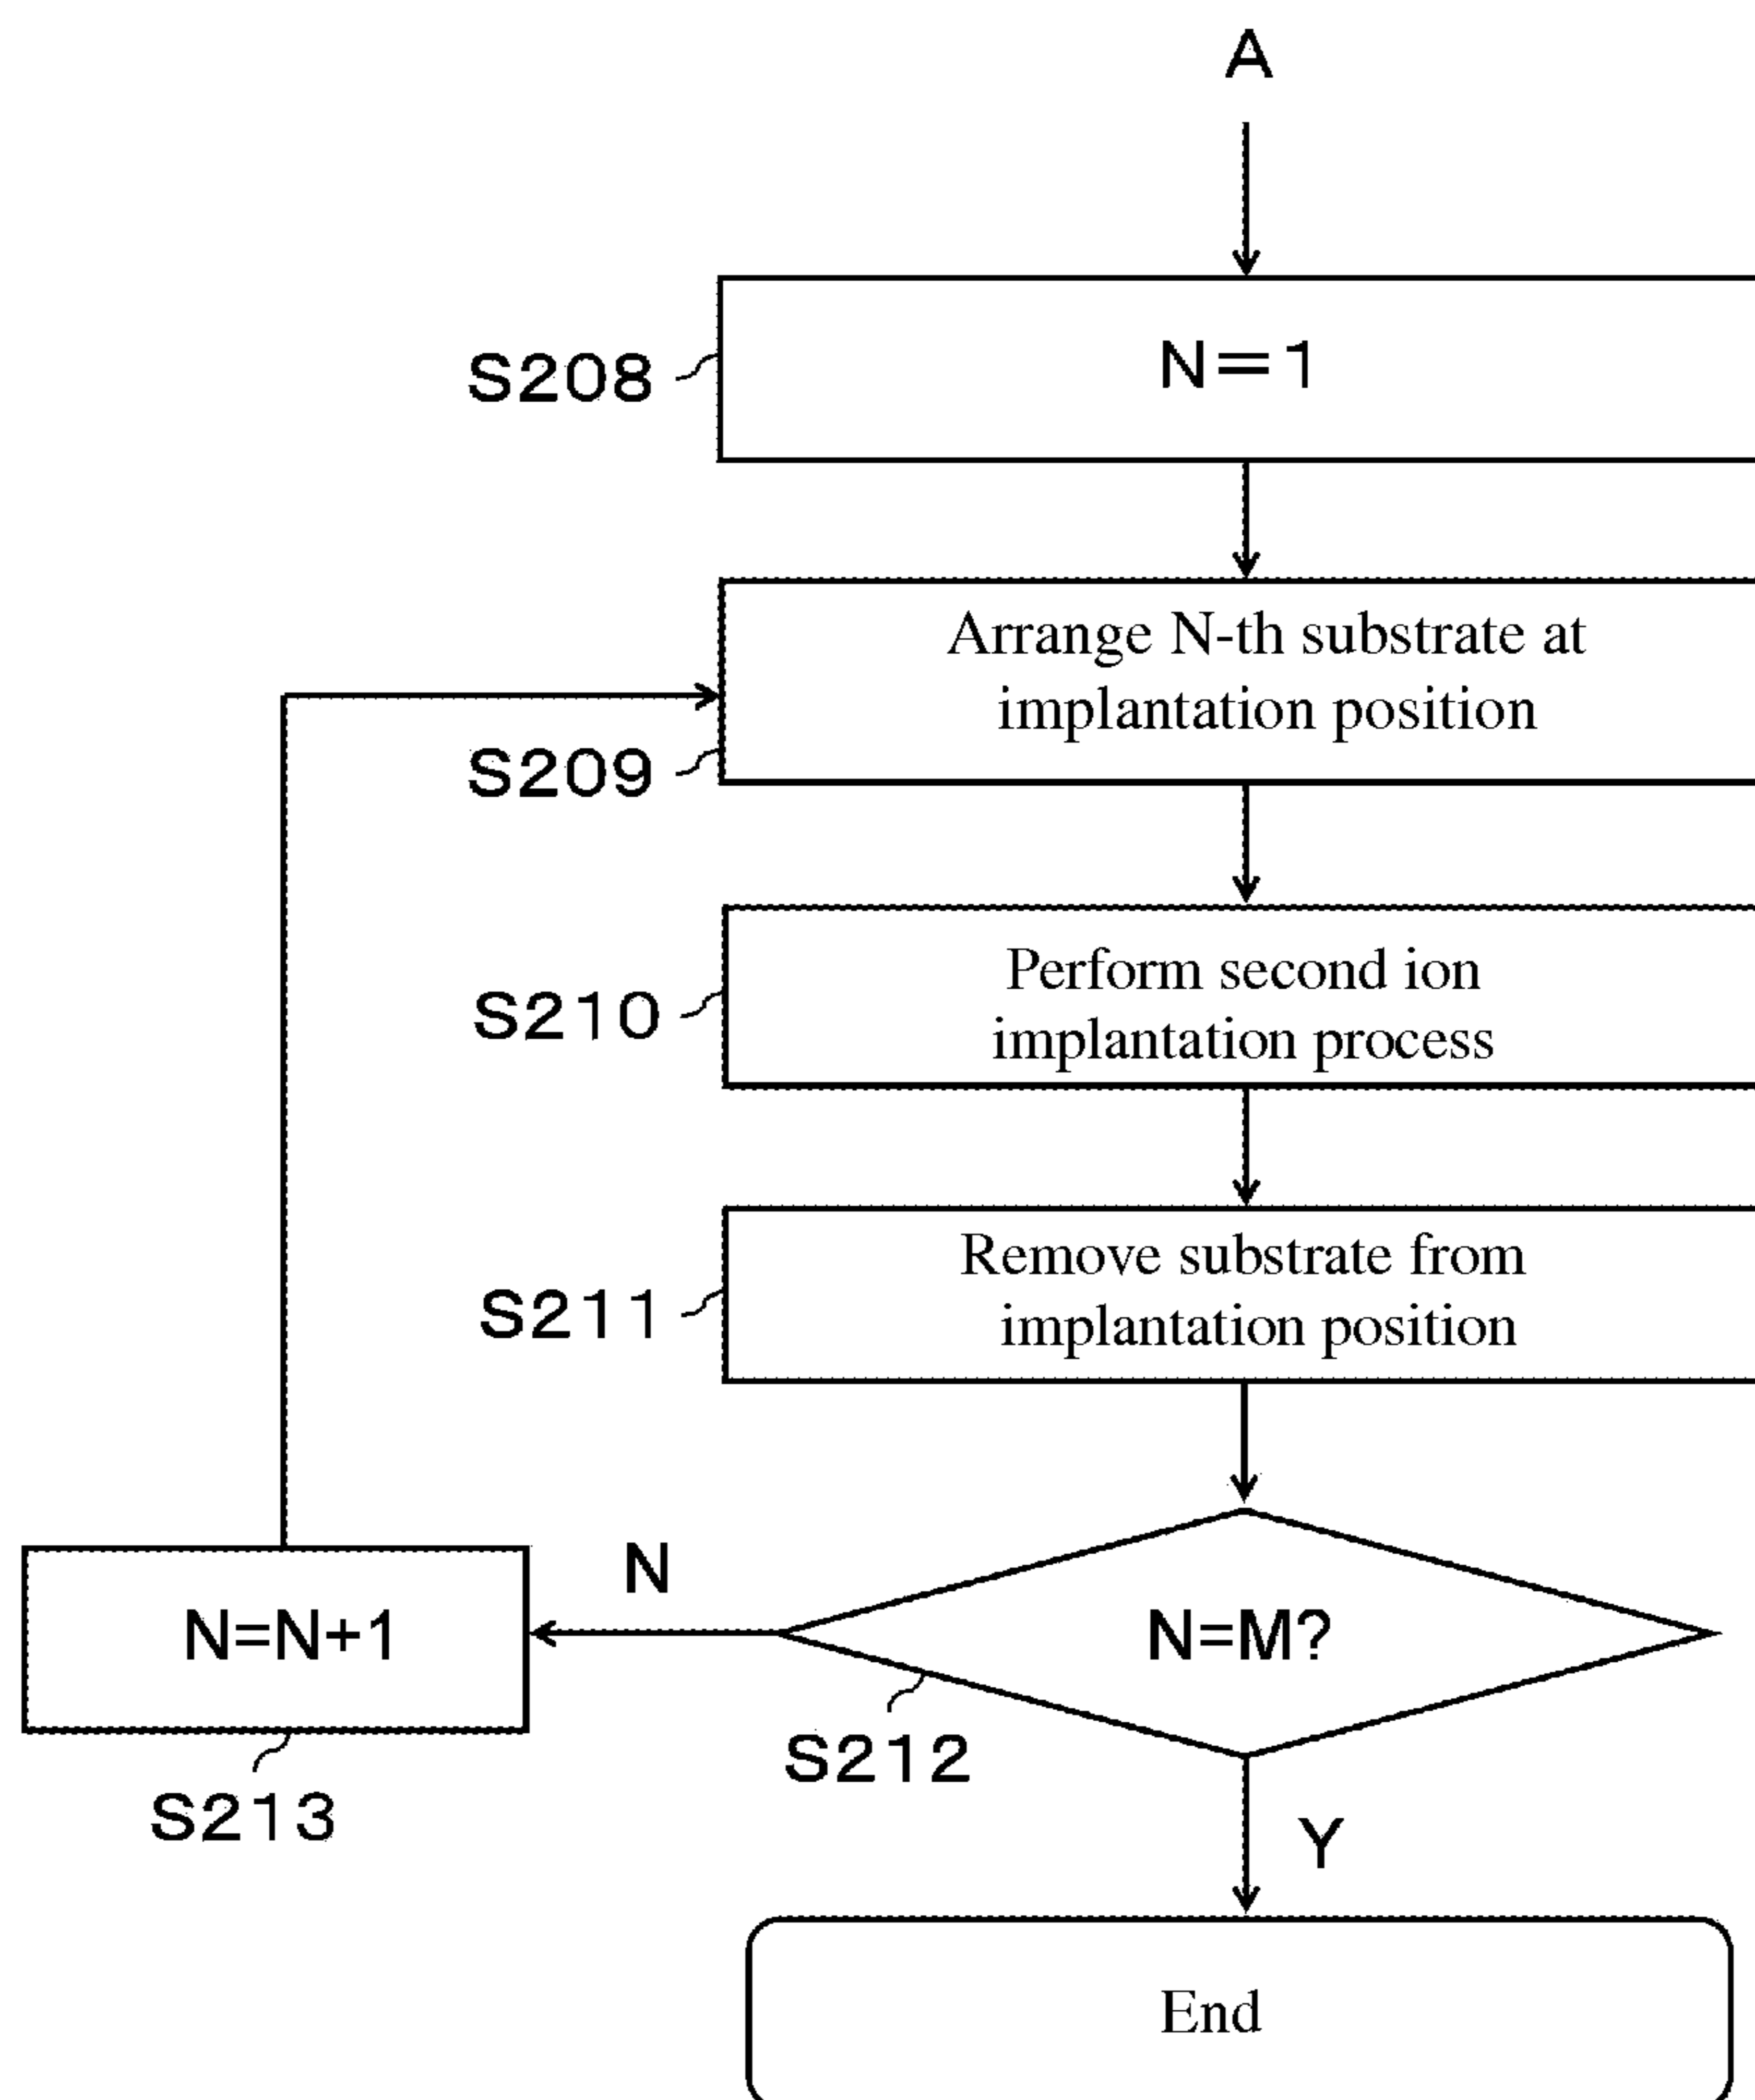 A
S208
N=1
Arrange N-th substrate at
implantation position
S209
Perform second ion
implantation process
S210
Remove substrate from
implantation position
S211
N
N=N+1
N=M?
S212
S213
Y
End